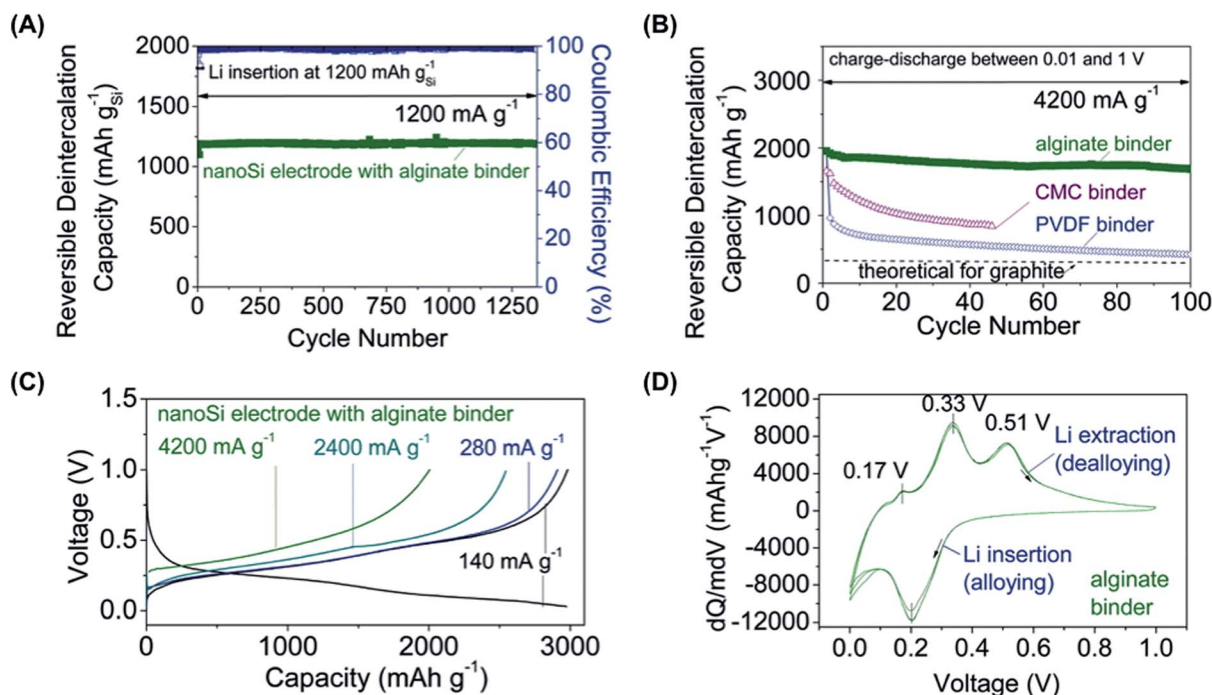 (A)
Reversible Deintercalation
Capacity (mAh g⁻¹Si)
2000
1750
1500
1250
1000
750
500
250
0
Li insertion at 1200 mAh g⁻¹Si
1200 mA g⁻¹
nanoSi electrode with alginate binder
100
80
60
40
20
0
Coulombic Efficiency (%)
0 250 500 750 1000 1250
Cycle Number
(B)
Reversible Deintercalation
Capacity (mAh g⁻¹)
3000
2000
1000
0
charge-discharge between 0.01 and 1 V
4200 mA g⁻¹
alginate binder
CMC binder
PVDF binder
theoretical for graphite
0 20 40 60 80 100
Cycle Number
(C)
Voltage (V)
1.5
1.0
0.5
0.0
nanoSi electrode with alginate binder
4200 mA g⁻¹ 2400 mA g⁻¹ 280 mA g⁻¹
140 mA g⁻¹
0 1000 2000 3000
Capacity (mAh g⁻¹)
(D)
dQ/mdV (mAhg⁻¹V⁻¹)
12000
8000
4000
0
-4000
-8000
-12000
0.33 V
0.51 V
0.17 V
Li extraction
(dealloying)
Li insertion
(alloying)
alginate
binder
0.0 0.2 0.4 0.6 0.8 1.0
Voltage (V)